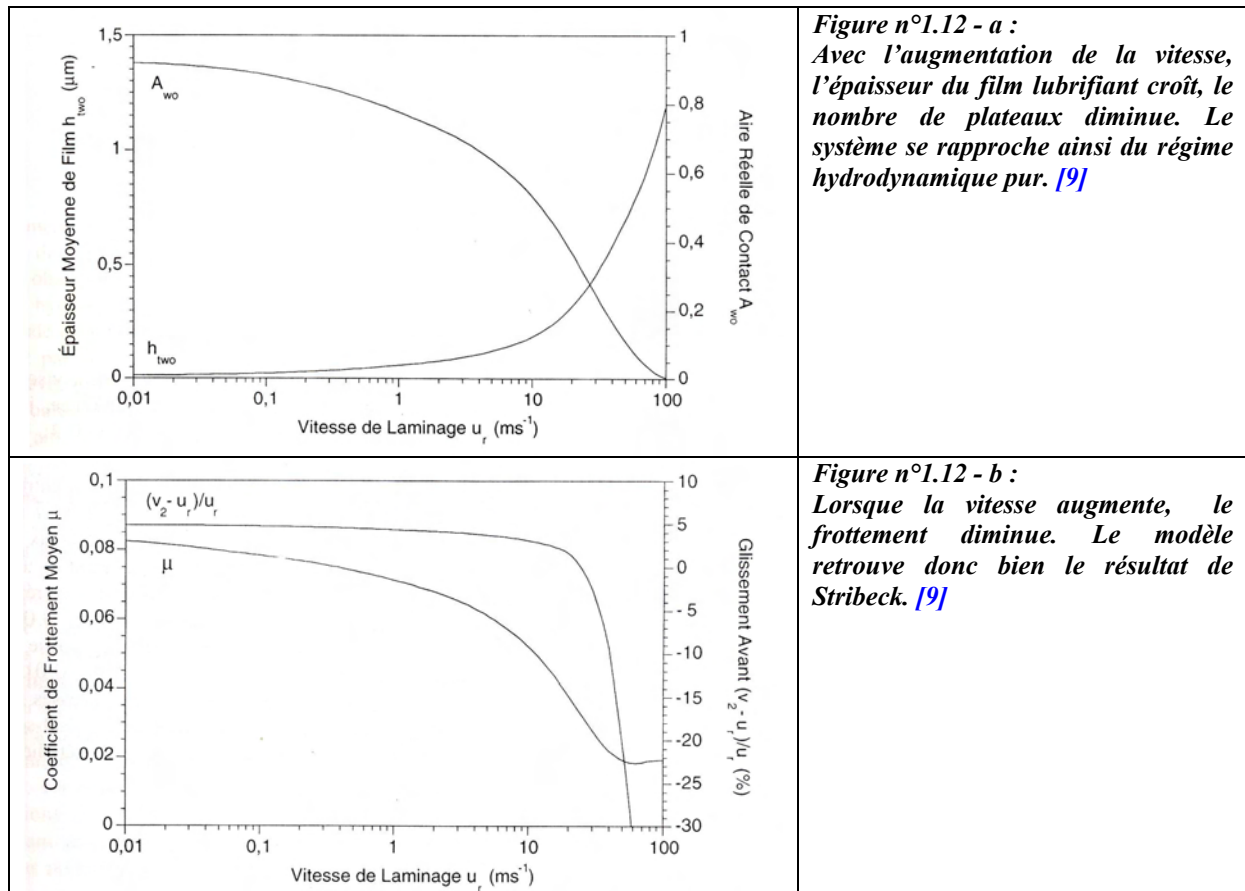 1,5
1
0,5
0
Épaisseur Moyenne de Film h_two (μm)
A_wo
h_two
1
0,8
0,6
0,4
0,2
0
Aire Réelle de Contact A_wo
0,01
0,1
1
10
100
Vitesse de Laminage u_r (ms⁻¹)
Figure n°1.12 - a :
Avec l'augmentation de la vitesse,
l'épaisseur du film lubrifiant croît, le
nombre de plateaux diminue. Le
système se rapproche ainsi du régime
hydrodynamique pur. [9]
0,1
0,08
0,06
0,04
0,02
0
Coefficient de Frottement Moyen μ
(v_2 - u_r)/u_r
μ
10
5
0
- 5
-10
-15
-20
-25
-30
Glissement Avant (v_2 - u_r)/u_r (%)
0,01
0,1
1
10
100
Vitesse de Laminage u_r (ms⁻¹)
Figure n°1.12 - b :
Lorsque la vitesse augmente, le
frottement diminue. Le modèle
retrouve donc bien le résultat de
Stribeck. [9]